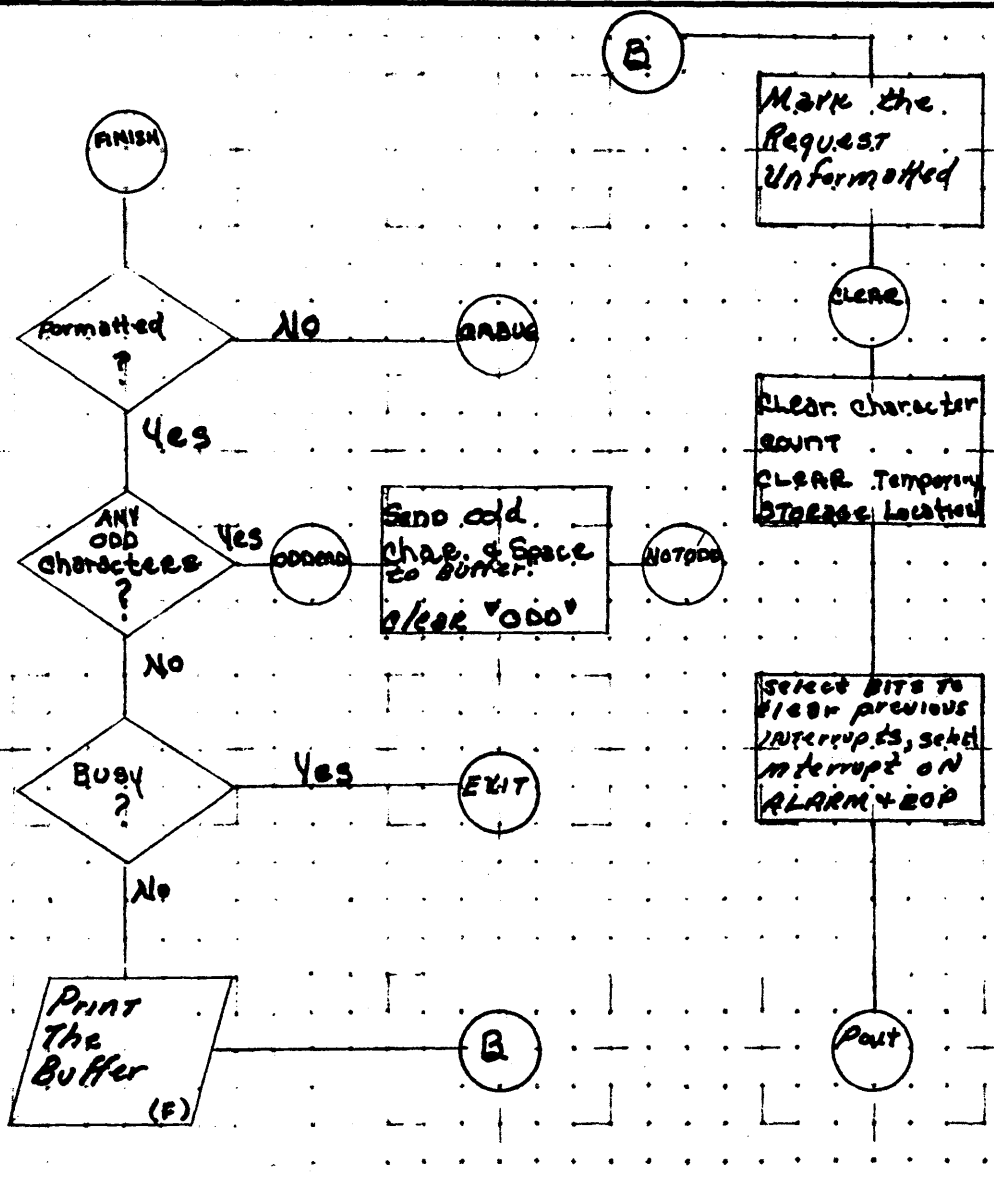 FINISH
Formatted
?
NO
Yes
ANY
ODD
Characters
?
Yes
ODDEND
Send odd
Char. & Space
to Buffer.
Clear "ODD"
NOTODD
No
Busy
?
Yes
EXIT
No
Print
The
Buffer
(F)
B
B
Mark the
Request
Unformatted
CLEAR
CLear character
count
CLEAR Temporary
STORAGE Location
Select BITS To
clear previous
INTerrupts, select
interrupt ON
ALARM + EOP
Pout